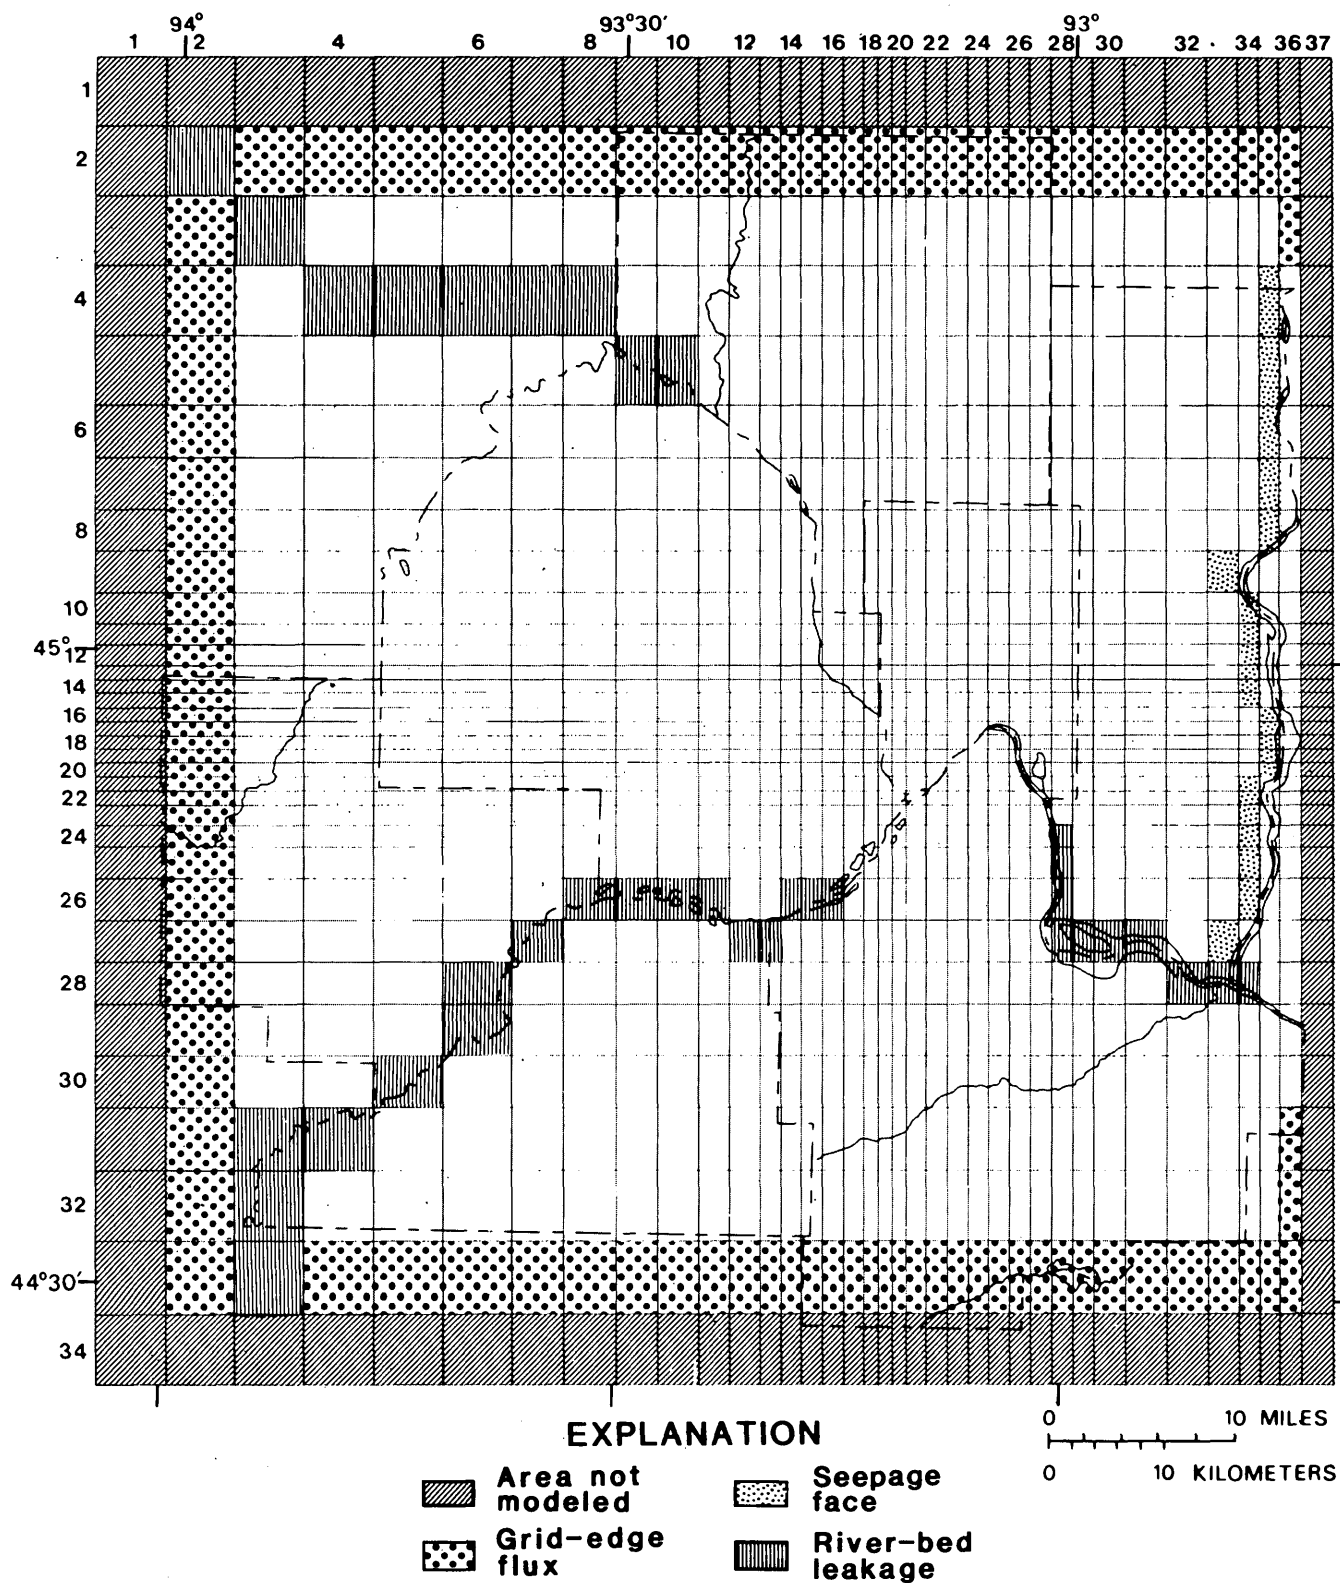 94° 93°30′ 93°
1 2 4 6 8 10 12 14 16 18 20 22 24 26 28 30 32 34 36 37
1
2
4
6
8
10
45°
12
14
16
18
20
22
24
26
28
30
32
44°30′
34
EXPLANATION
0 10 MILES
0 10 KILOMETERS
Area not
modeled
Seepage
face
Grid-edge
flux
River-bed
leakage